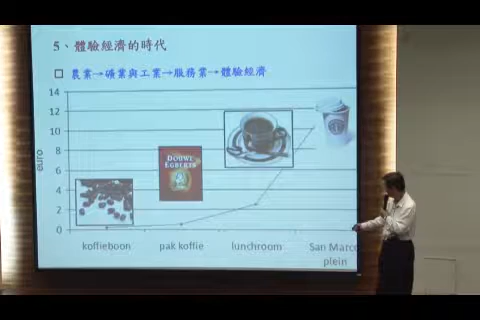 5、體驗經濟的時代
農業→礦業與工業→服務業→體驗經濟
14
12
10
8
6
4
2
0
euro
DOUWE
EGBERTS
koffieboon
pak koffie
lunchroom
San Marco
plein